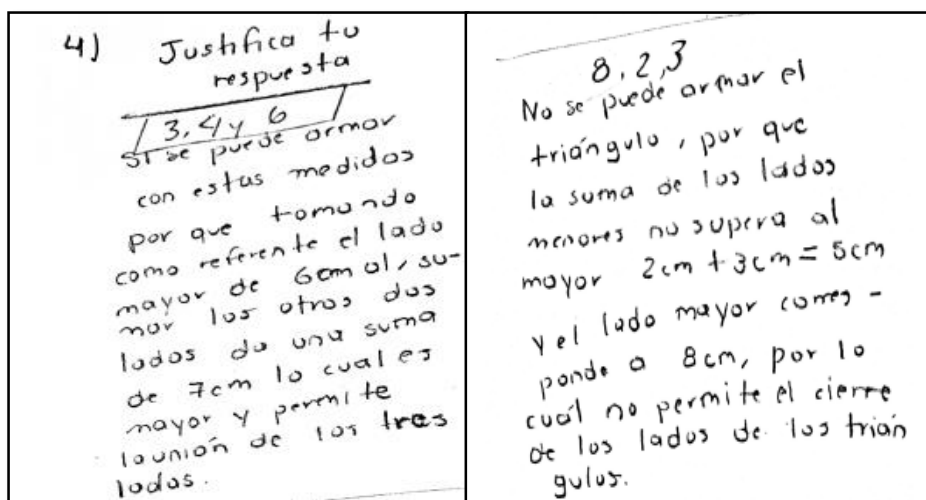 4) Justifica tu
respuesta
3, 4 y 6
Si se puede armar
con estas medidas
por que tomando
como referente el lado
mayor de 6cm al, su-
mar los otros dos
lados da una suma
de 7cm lo cual es
mayor y permite
la unión de los tres
lados.
8, 2, 3
No se puede armar el
triángulo, por que
la suma de los lados
menores no supera al
mayor 2cm + 3cm = 5cm
y el lado mayor corres-
ponde a 8cm, por lo
cuál no permite el cierre
de los lados de los trián
gulos.